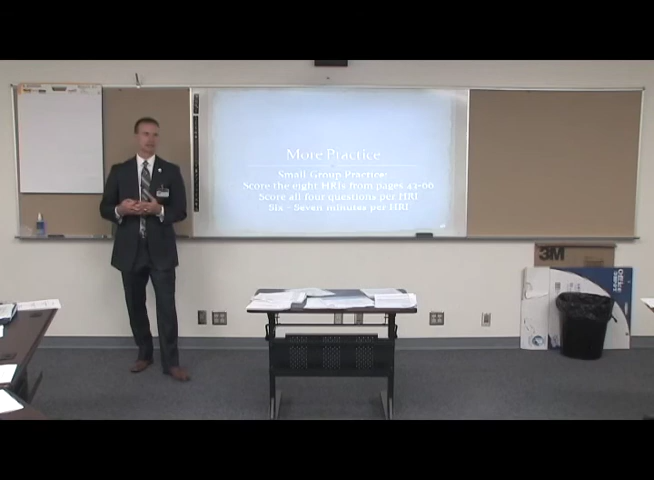 More Practice
Small Group Practice:
Score the eight HRIs from pages 43-66
Score all four questions per HRI
Six - Seven minutes per HRI
3M
Office